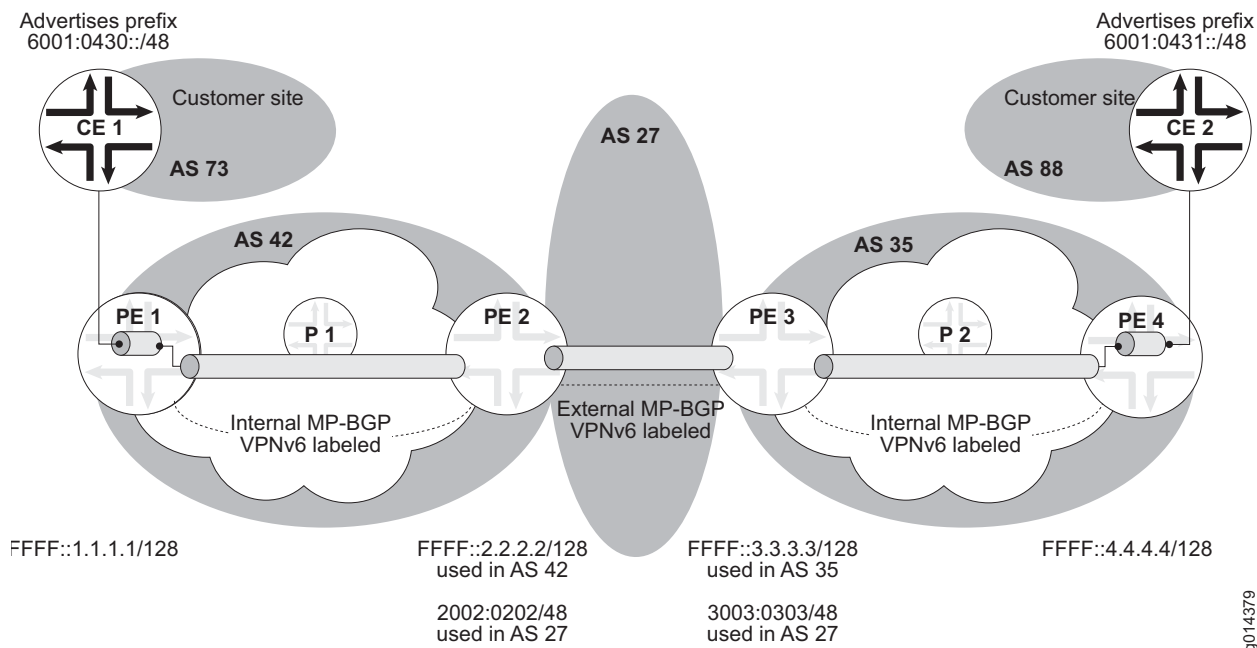 Advertises prefix
6001:0430::/48
Advertises prefix
6001:0431::/48
Customer site
CE 1
AS 73
AS 27
Customer site
CE 2
AS 88
AS 42
AS 35
PE 1
P 1
PE 2
PE 3
P 2
PE 4
Internal MP-BGP
VPNv6 labeled
External MP-BGP
VPNv6 labeled
Internal MP-BGP
VPNv6 labeled
FFFF::1.1.1.1/128
FFFF::2.2.2.2/128
used in AS 42
FFFF::3.3.3.3/128
used in AS 35
FFFF::4.4.4.4/128
2002:0202/48
used in AS 27
3003:0303/48
used in AS 27
g014379